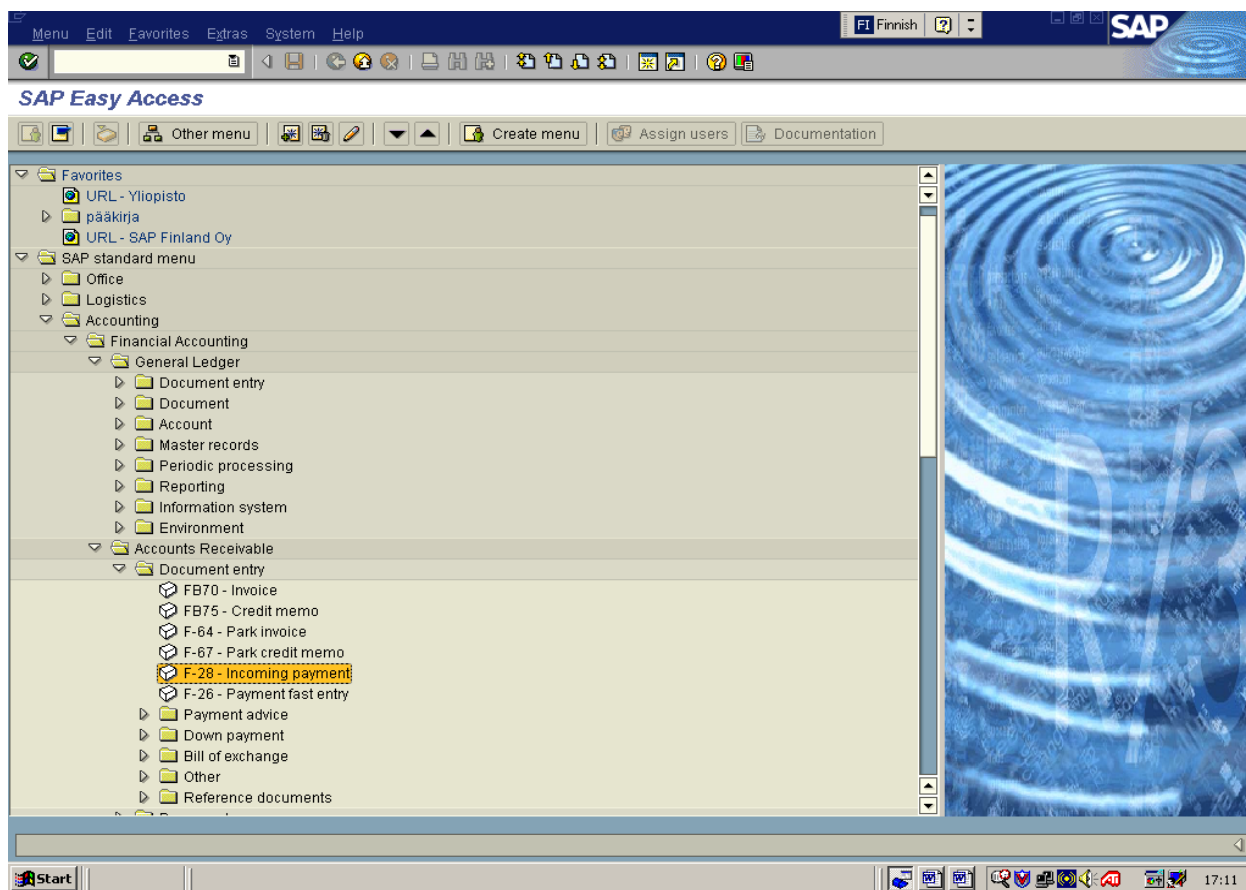 Menu Edit Favorites Extras System Help
FI Finnish
SAP
SAP Easy Access
Other menu Create menu Assign users Documentation
Favorites
URL - Yliopisto
pääkirja
URL - SAP Finland Oy
SAP standard menu
Office
Logistics
Accounting
Financial Accounting
General Ledger
Document entry
Document
Account
Master records
Periodic processing
Reporting
Information system
Environment
Accounts Receivable
Document entry
FB70 - Invoice
FB75 - Credit memo
F-64 - Park invoice
F-67 - Park credit memo
F-28 - Incoming payment
F-26 - Payment fast entry
Payment advice
Down payment
Bill of exchange
Other
Reference documents
R/3
Start 17:11